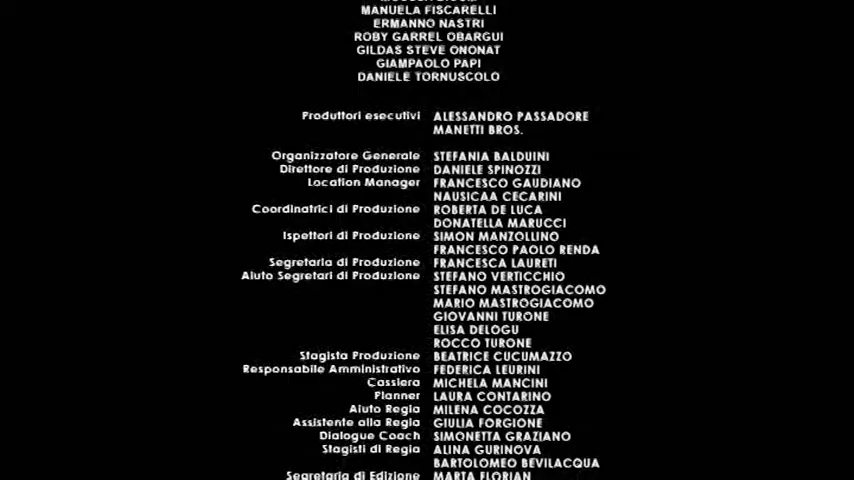 MANUELA FISCARELLI
ERMANNO NASTRI
ROBY GARREL OBARGUI
GILDAS STEVE ONONAT
GIAMPAOLO PAPI
DANIELE TORNUSCOLO
Produttori esecutivi ALESSANDRO PASSADORE
MANETTI BROS.
Organizzatore Generale STEFANIA BALDUINI
Direttore di Produzione DANIELE SPINOZZI
Location Manager FRANCESCO GAUDIANO
NAUSICAA CECARINI
Coordinatrici di Produzione ROBERTA DE LUCA
DONATELLA MARUCCI
Ispettori di Produzione SIMON MANZOLLINO
FRANCESCO PAOLO RENDA
Segretaria di Produzione FRANCESCA LAURETI
Aiuto Segretari di Produzione STEFANO VERTICCHIO
STEFANO MASTROGIACOMO
MARIO MASTROGIACOMO
GIOVANNI TURONE
ELISA DELOGU
ROCCO TURONE
Stagista Produzione BEATRICE CUCUMAZZO
Responsabile Amministrativo FEDERICA LEURINI
Cassiera MICHELA MANCINI
Planner LAURA CONTARINO
Aiuto Regia MILENA COCOZZA
Assistente alla Regia GIULIA FORGIONE
Dialogue Coach SIMONETTA GRAZIANO
Stagisti di Regia ALINA GURINOVA
BARTOLOMEO BEVILACQUA
Segretaria di Edizione MARTA FLORIAN